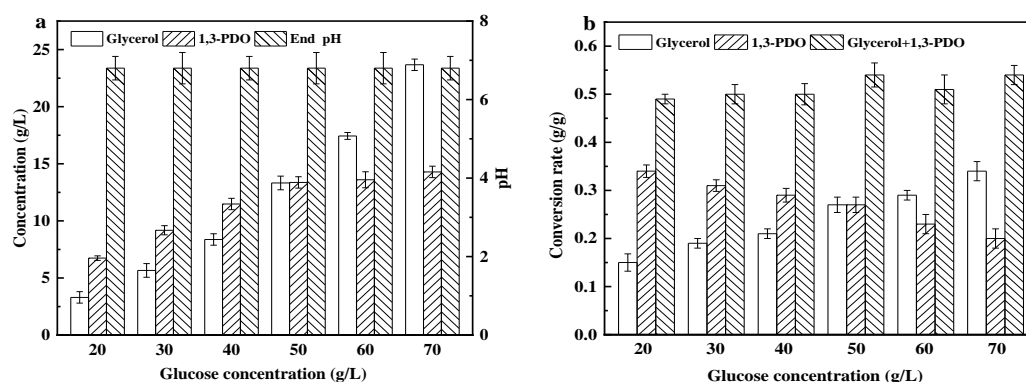 a
Glycerol 1,3-PDO End pH
Concentration (g/L)
25
20
15
10
5
0
8
6
4
2
0
pH
20 30 40 50 60 70
Glucose concentration (g/L)
b
Glycerol 1,3-PDO Glycerol+1,3-PDO
Conversion rate (g/g)
0.6
0.5
0.4
0.3
0.2
0.1
0.0
20 30 40 50 60 70
Glucose concentration (g/L)